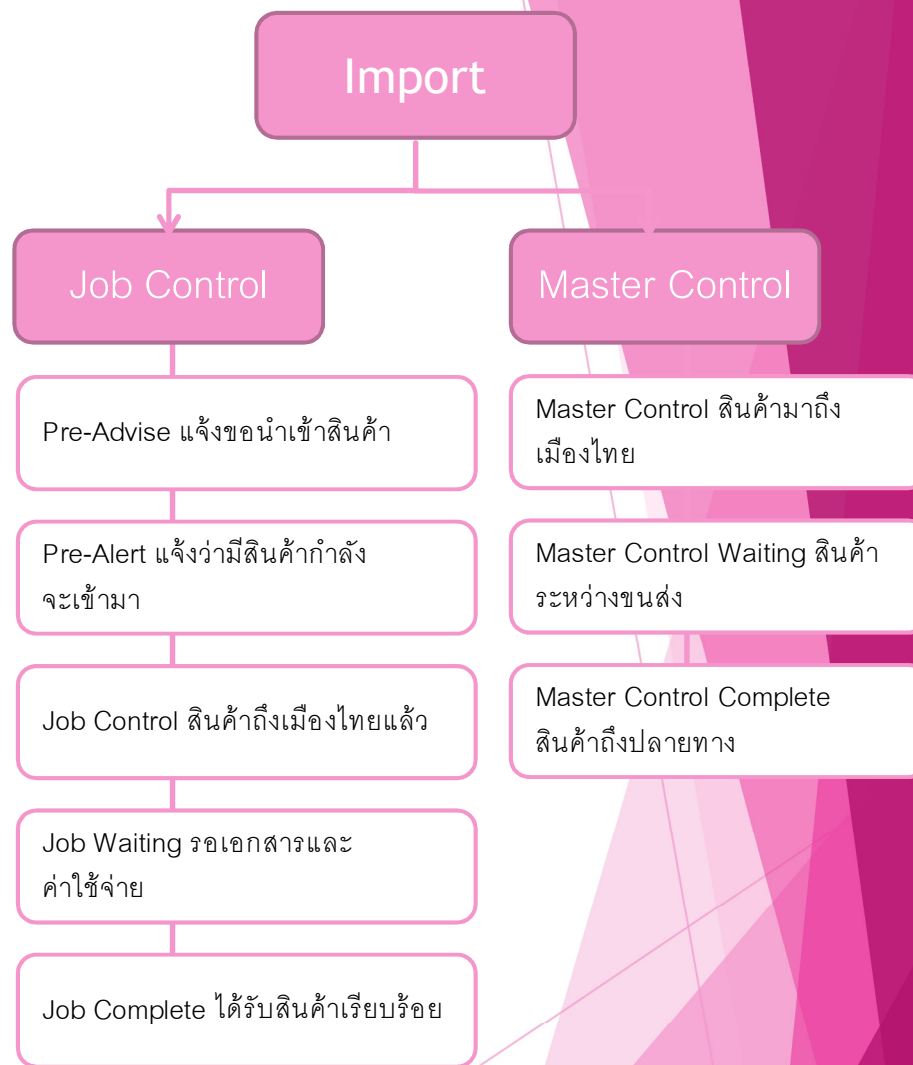 Import
Job Control
Pre-Advise แจ้งขอนำเข้าสินค้า
Pre-Alert แจ้งว่ามีสินค้ากำลัง
จะเข้ามา
Job Control สินค้าถึงเมืองไทยแล้ว
Job Waiting รอเอกสารและ
ค่าใช้จ่าย
Job Complete ได้รับสินค้าเรียบร้อย
Master Control
Master Control สินค้ามาถึง
เมืองไทย
Master Control Waiting สินค้า
ระหว่างขนส่ง
Master Control Complete
สินค้าถึงปลายทาง